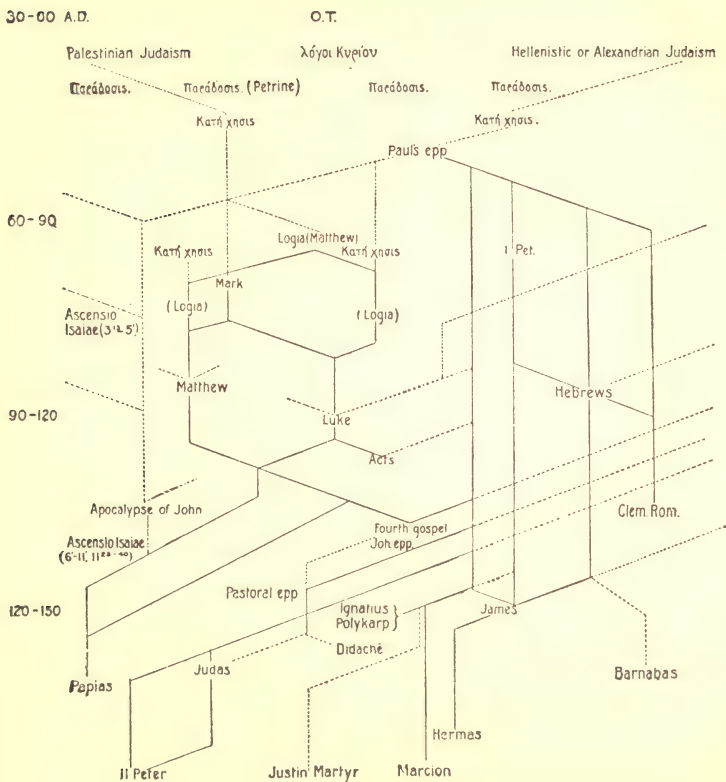 30-60 A.D. O.T.
Palestinian Judaism λόγοι Κυρίου Hellenistic or Alexandrian Judaism
Παράδοσις. Παράδοσις. (Petrine) Παράδοσις. Παράδοσις.
Κατήχησις Κατήχησις.
Paul's epp
60-90
Logia (Matthew)
Κατήχησις Κατήχησις I Pet.
Mark
(Logia) (Logia)
Ascensio
Isaiae (3¹³-5¹)
Matthew Hebrews
90-120
Luke
Acts
Apocalypse of John Clem. Rom.
Fourth gospel
Joh. epp.
Ascensio Isaiae
Pastoral epp
120-150
Ignatius
Polykarp } James
Didachē
Judas
Papias Barnabas
Hermas
II Peter Justin Martyr Marcion